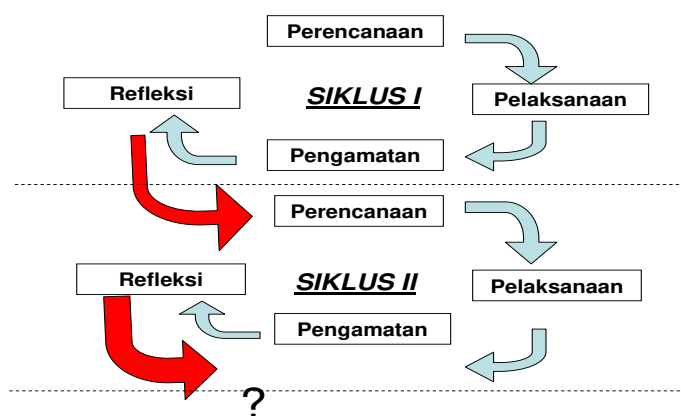 Perencanaan
Refleksi
SIKLUS I
Pelaksanaan
Pengamatan
Perencanaan
Refleksi
SIKLUS II
Pelaksanaan
Pengamatan
?